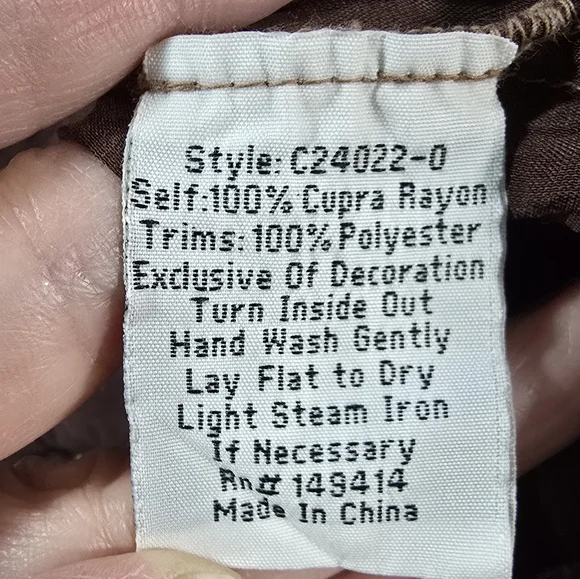 Style: C24022-0
Self:100% Cupra Rayon
Trims: 100% Polyester
Exclusive Of Decoration
Turn Inside Out
Hand Wash Gently
Lay Flat to Dry
Light Steam Iron
If Necessary
Rn# 149414
Made In China